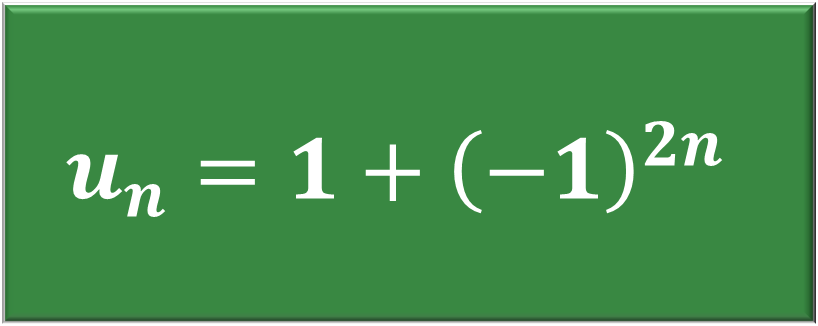 uₙ = 1 + (−1)²ⁿ